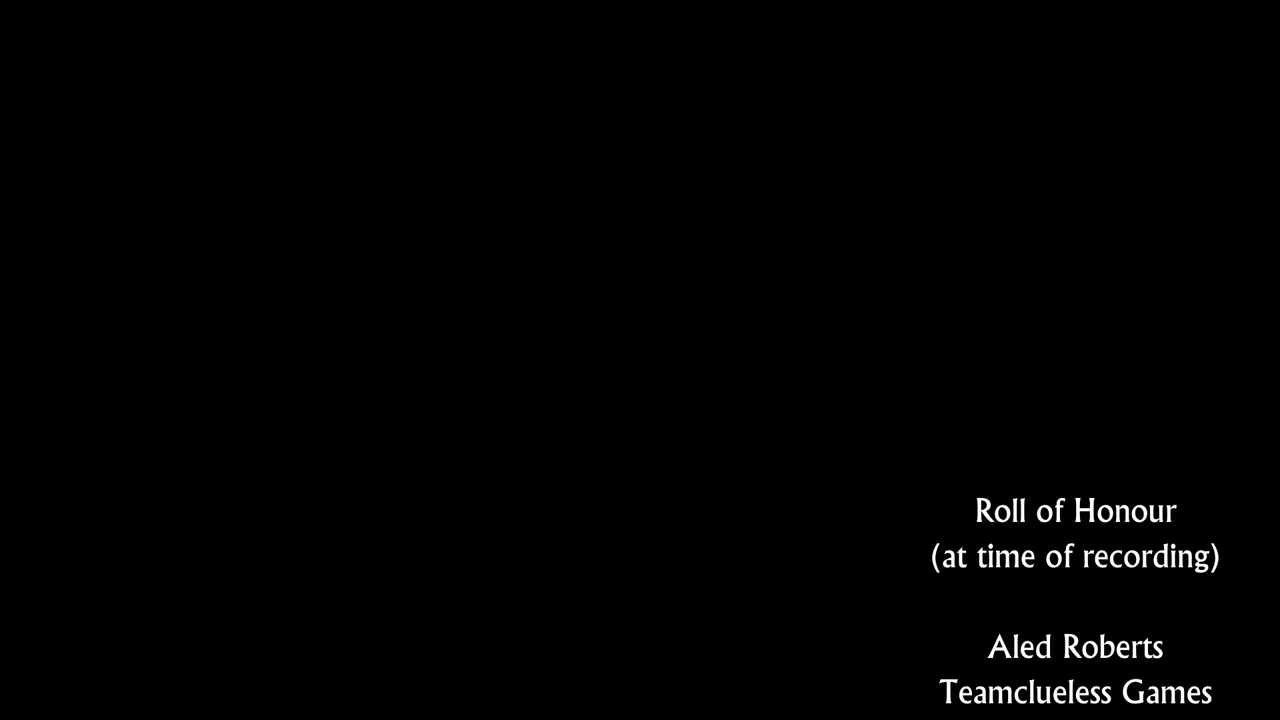 Roll of Honour
(at time of recording)
Aled Roberts
Teamclueless Games